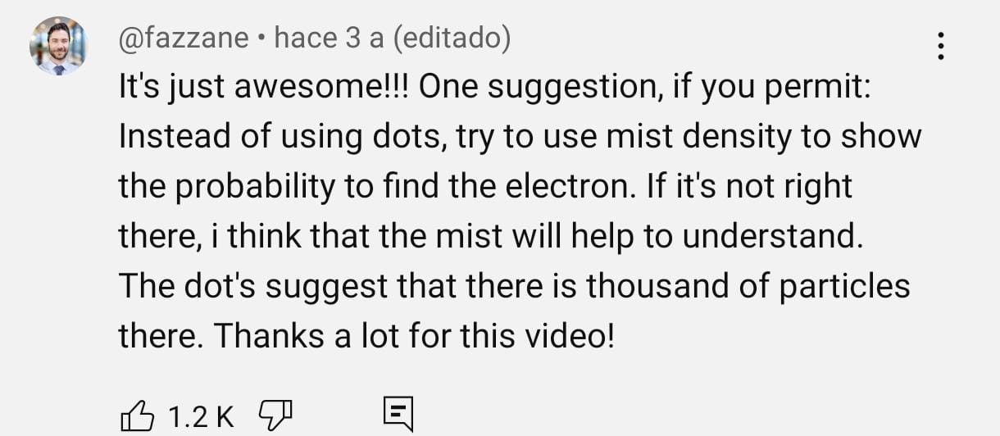 @fazzane • hace 3 a (editado)
It's just awesome!!! One suggestion, if you permit:
Instead of using dots, try to use mist density to show
the probability to find the electron. If it's not right
there, i think that the mist will help to understand.
The dot's suggest that there is thousand of particles
there. Thanks a lot for this video!
1.2 K